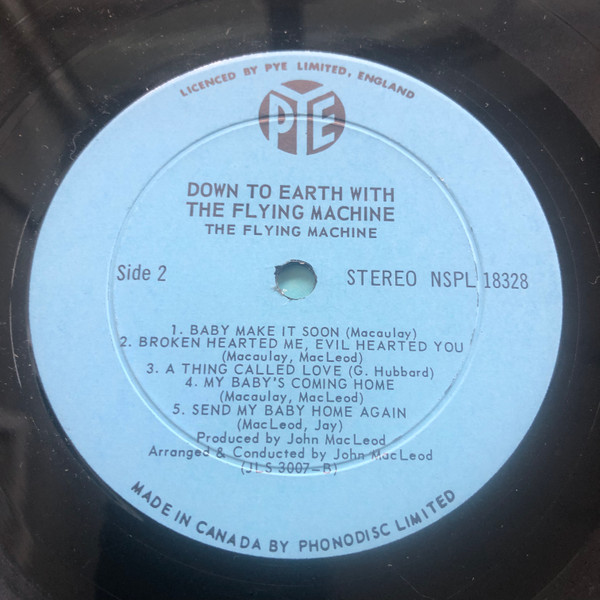 LICENCED BY PYE LIMITED, ENGLAND
PYE
DOWN TO EARTH WITH
THE FLYING MACHINE
THE FLYING MACHINE
Side 2
STEREO NSPL 18328
1. BABY MAKE IT SOON (Macaulay)
2. BROKEN HEARTED ME, EVIL HEARTED YOU
(Macaulay, MacLeod)
3. A THING CALLED LOVE (G. Hubbard)
4. MY BABY'S COMING HOME
(Macaulay, MacLeod)
5. SEND MY BABY HOME AGAIN
(MacLeod, Jay)
Produced by John MacLeod
Arranged & Conducted by John MacLeod
(JLS 3007-B)
MADE IN CANADA BY PHONODISC LIMITED